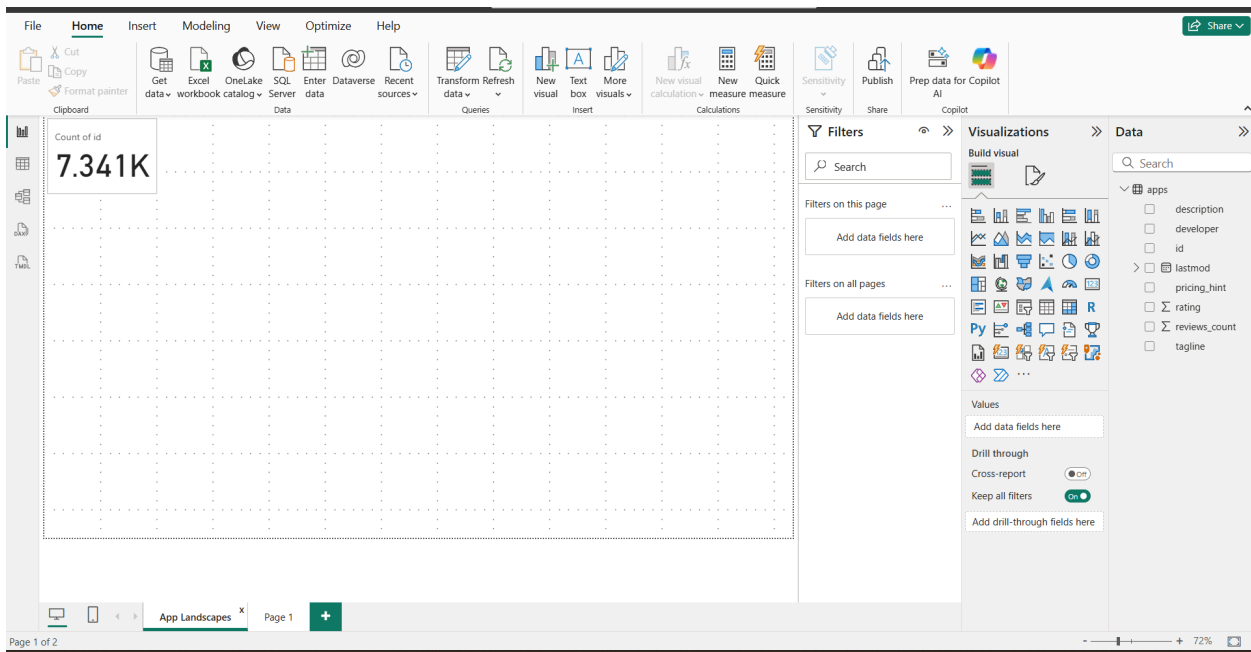 File Home Insert Modeling View Optimize Help Share
Paste
Cut
Copy
Format painter
Clipboard
Get data
Excel workbook
OneLake catalog
SQL Server
Enter data
Dataverse
Recent sources
Data
Transform data
Refresh
Queries
New visual
Text box
More visuals
Insert
New visual calculation
New measure
Quick measure
Calculations
Sensitivity
Sensitivity
Publish
Share
Prep data for AI
Copilot
Copilot
Count of id
7.341K
DAX
TMDL
Filters
Search
Filters on this page ...
Add data fields here
Filters on all pages ...
Add data fields here
Visualizations
Build visual
123
R
Py
123
...
Values
Add data fields here
Drill through
Cross-report Off
Keep all filters On
Add drill-through fields here
Data
Search
apps
description
developer
id
lastmod
pricing_hint
Σ rating
Σ reviews_count
tagline
App Landscapes x
Page 1
+
Page 1 of 2
- + 72%